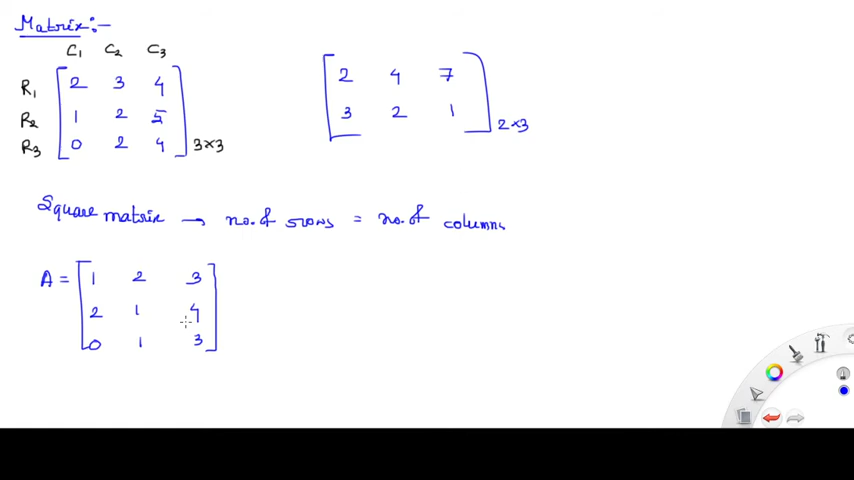 Matrix:-
C1 C2 C3
R1 2 3 4
R2 1 2 5
R3 0 2 4 3×3
2 4 7
3 2 1 2×3
Square matrix → no. of rows = no. of columns
A = 1 2 3
2 1 4
0 1 3